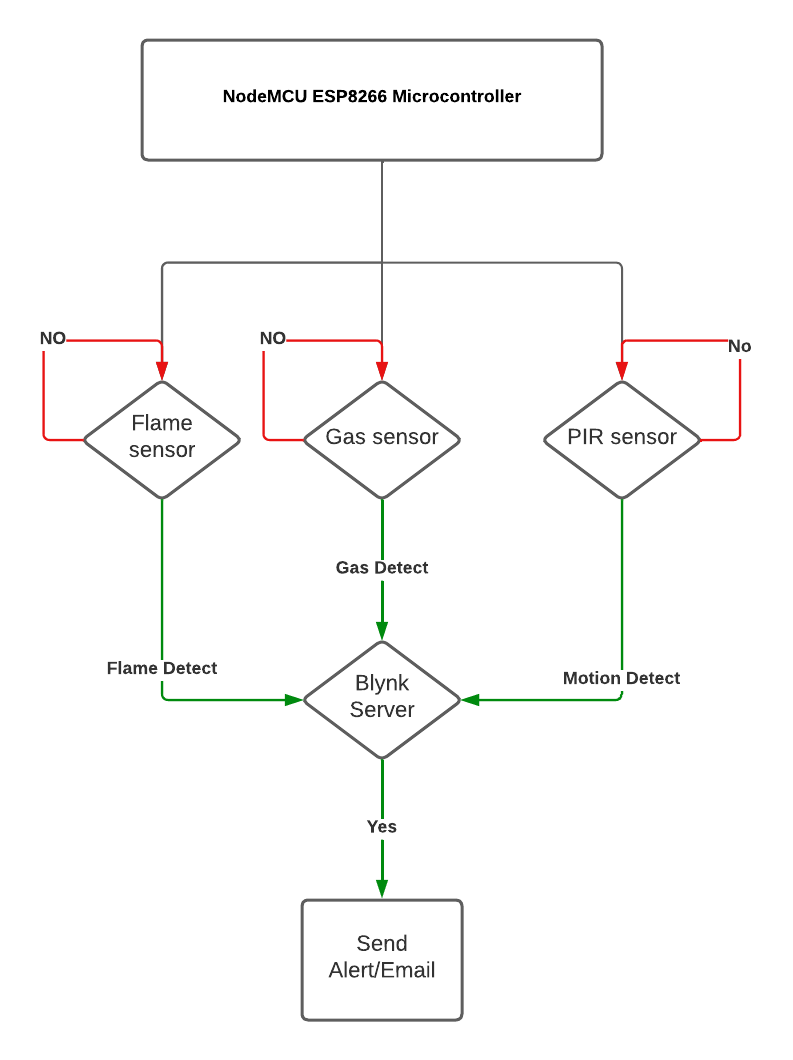 NodeMCU ESP8266 Microcontroller
NO
NO
No
Flame
sensor
Gas sensor
PIR sensor
Gas Detect
Flame Detect
Motion Detect
Blynk
Server
Yes
Send
Alert/Email